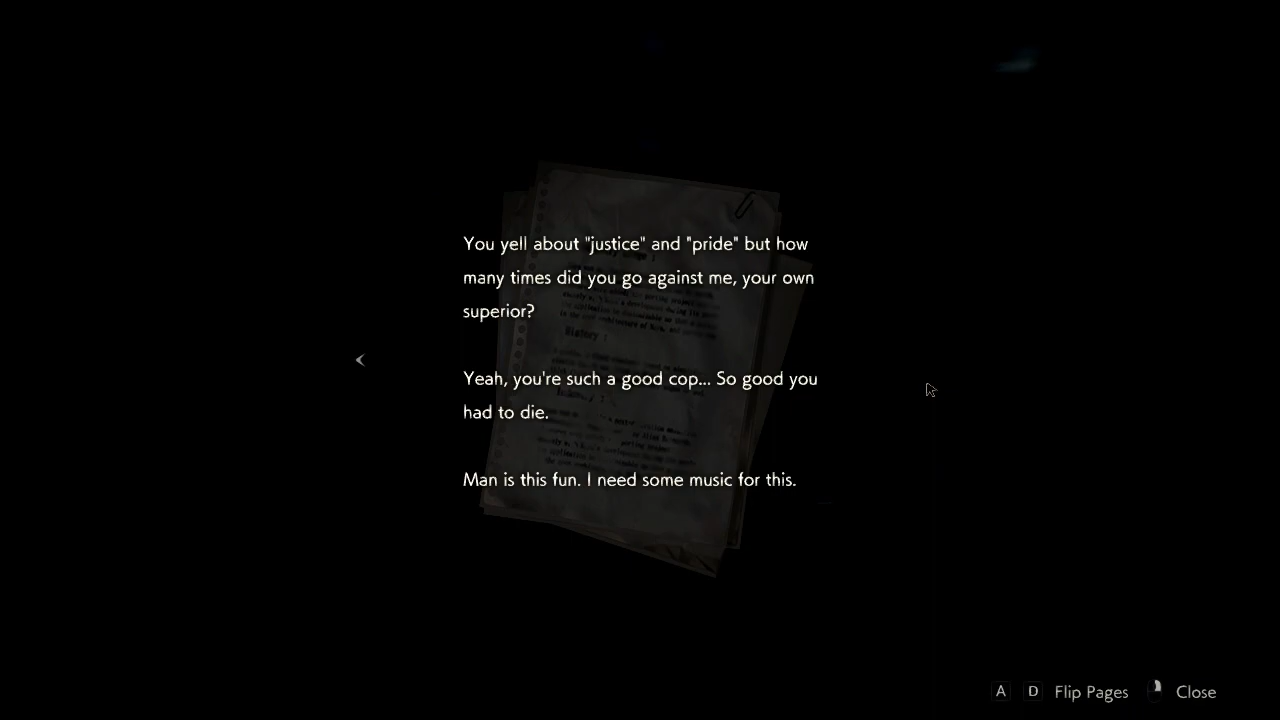 You yell about "justice" and "pride" but how
many times did you go against me, your own
superior?
Yeah, you're such a good cop... So good you
had to die.
Man is this fun. I need some music for this.
A D Flip Pages Close